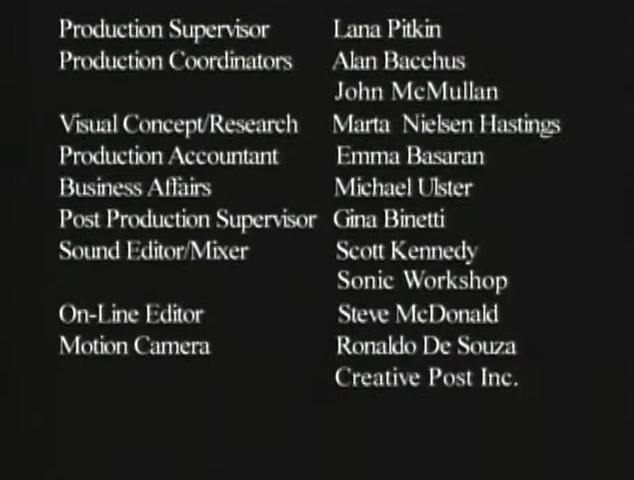 Production Supervisor Lana Pitkin
Production Coordinators Alan Bacchus
John McMullan
Visual Concept/Research Marta Nielsen Hastings
Production Accountant Emma Basaran
Business Affairs Michael Ulster
Post Production Supervisor Gina Binetti
Sound Editor/Mixer Scott Kennedy
Sonic Workshop
On-Line Editor Steve McDonald
Motion Camera Ronaldo De Souza
Creative Post Inc.